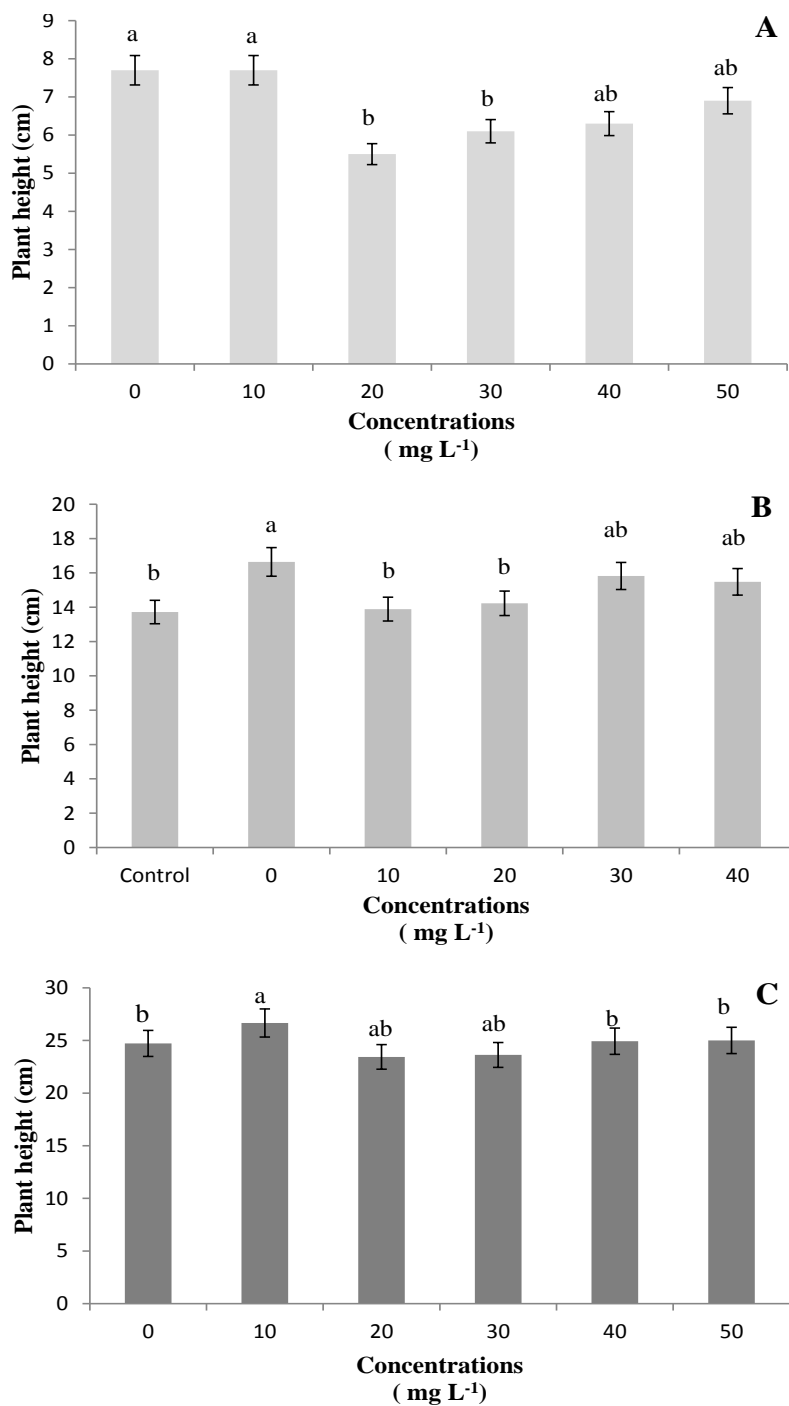 A
9
8
7
6
5
4
3
2
1
0
Plant height (cm)
a a b b ab ab
0 10 20 30 40 50
Concentrations
( mg L-1)
B
20
18
16
14
12
10
8
6
4
2
0
Plant height (cm)
b a b b ab ab
Control 0 10 20 30 40
Concentrations
( mg L-1)
C
30
25
20
15
10
5
0
Plant height (cm)
b a ab ab b b
0 10 20 30 40 50
Concentrations
( mg L-1)